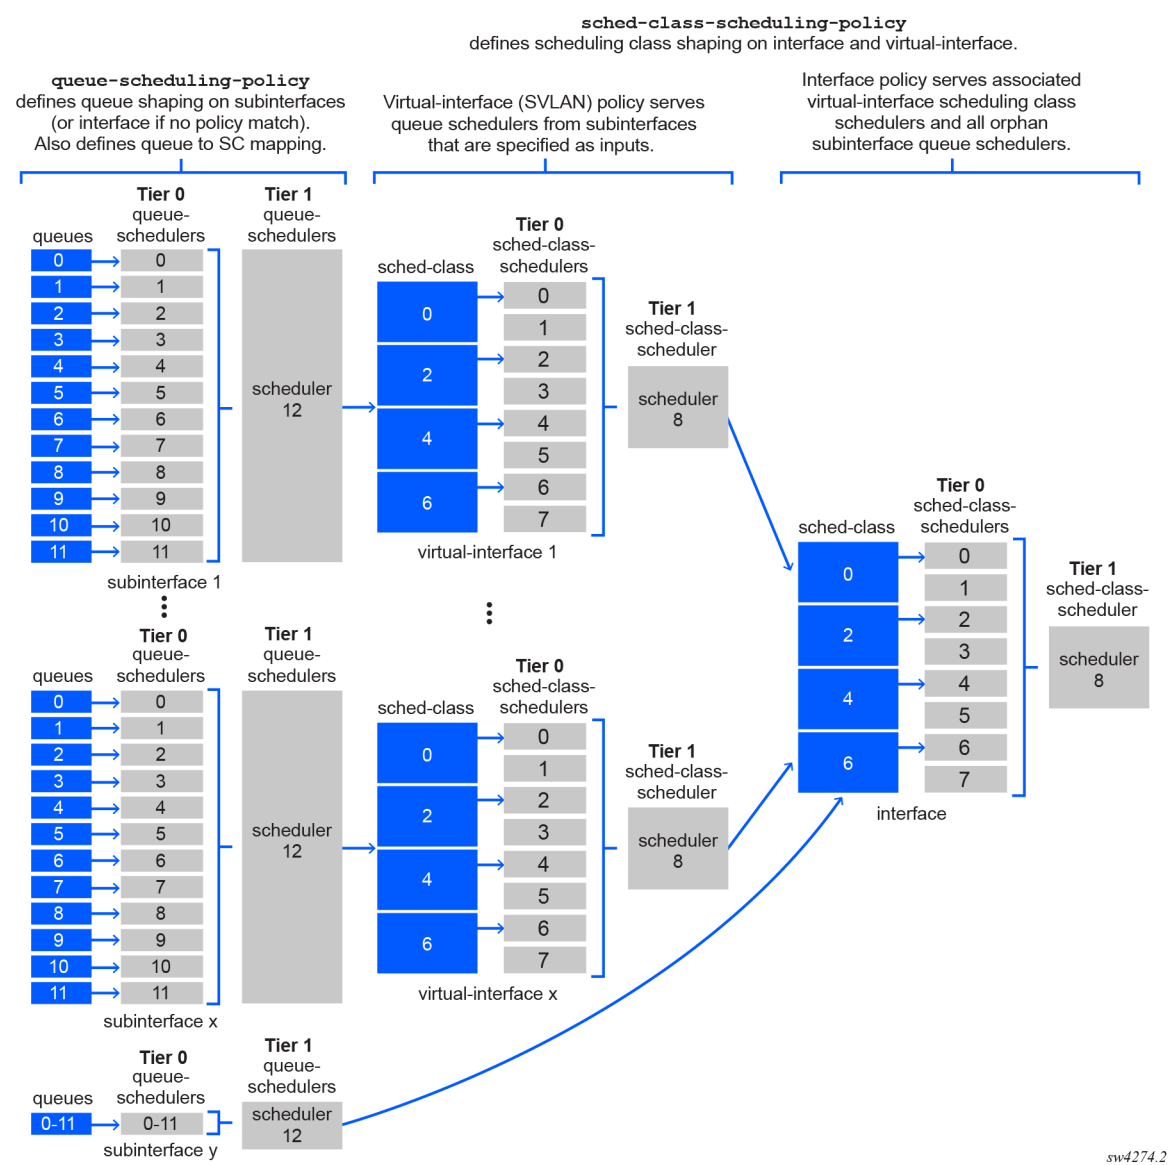 sched-class-scheduling-policy
defines scheduling class shaping on interface and virtual-interface.
queue-scheduling-policy
defines queue shaping on subinterfaces
(or interface if no policy match).
Also defines queue to SC mapping.
Virtual-interface (SVLAN) policy serves
queue schedulers from subinterfaces
that are specified as inputs.
Interface policy serves associated
virtual-interface scheduling class
schedulers and all orphan
subinterface queue schedulers.
queues
0
1
2
3
4
5
6
7
8
9
10
11
Tier 0
queue-
schedulers
0
1
2
3
4
5
6
7
8
9
10
11
subinterface 1
Tier 1
queue-
schedulers
scheduler
12
sched-class
0
2
4
6
Tier 0
sched-class-
schedulers
0
1
2
3
4
5
6
7
virtual-interface 1
Tier 1
sched-class-
scheduler
scheduler
8
queues
0
1
2
3
4
5
6
7
8
9
10
11
Tier 0
queue-
schedulers
0
1
2
3
4
5
6
7
8
9
10
11
subinterface x
Tier 1
queue-
schedulers
scheduler
12
sched-class
0
2
4
6
Tier 0
sched-class-
schedulers
0
1
2
3
4
5
6
7
virtual-interface x
Tier 1
sched-class-
scheduler
scheduler
8
sched-class
0
2
4
6
Tier 0
sched-class-
schedulers
0
1
2
3
4
5
6
7
interface
Tier 1
sched-class-
scheduler
scheduler
8
queues
0-11
Tier 0
queue-
schedulers
0-11
subinterface y
Tier 1
queue-
schedulers
scheduler
12
sw4274.2